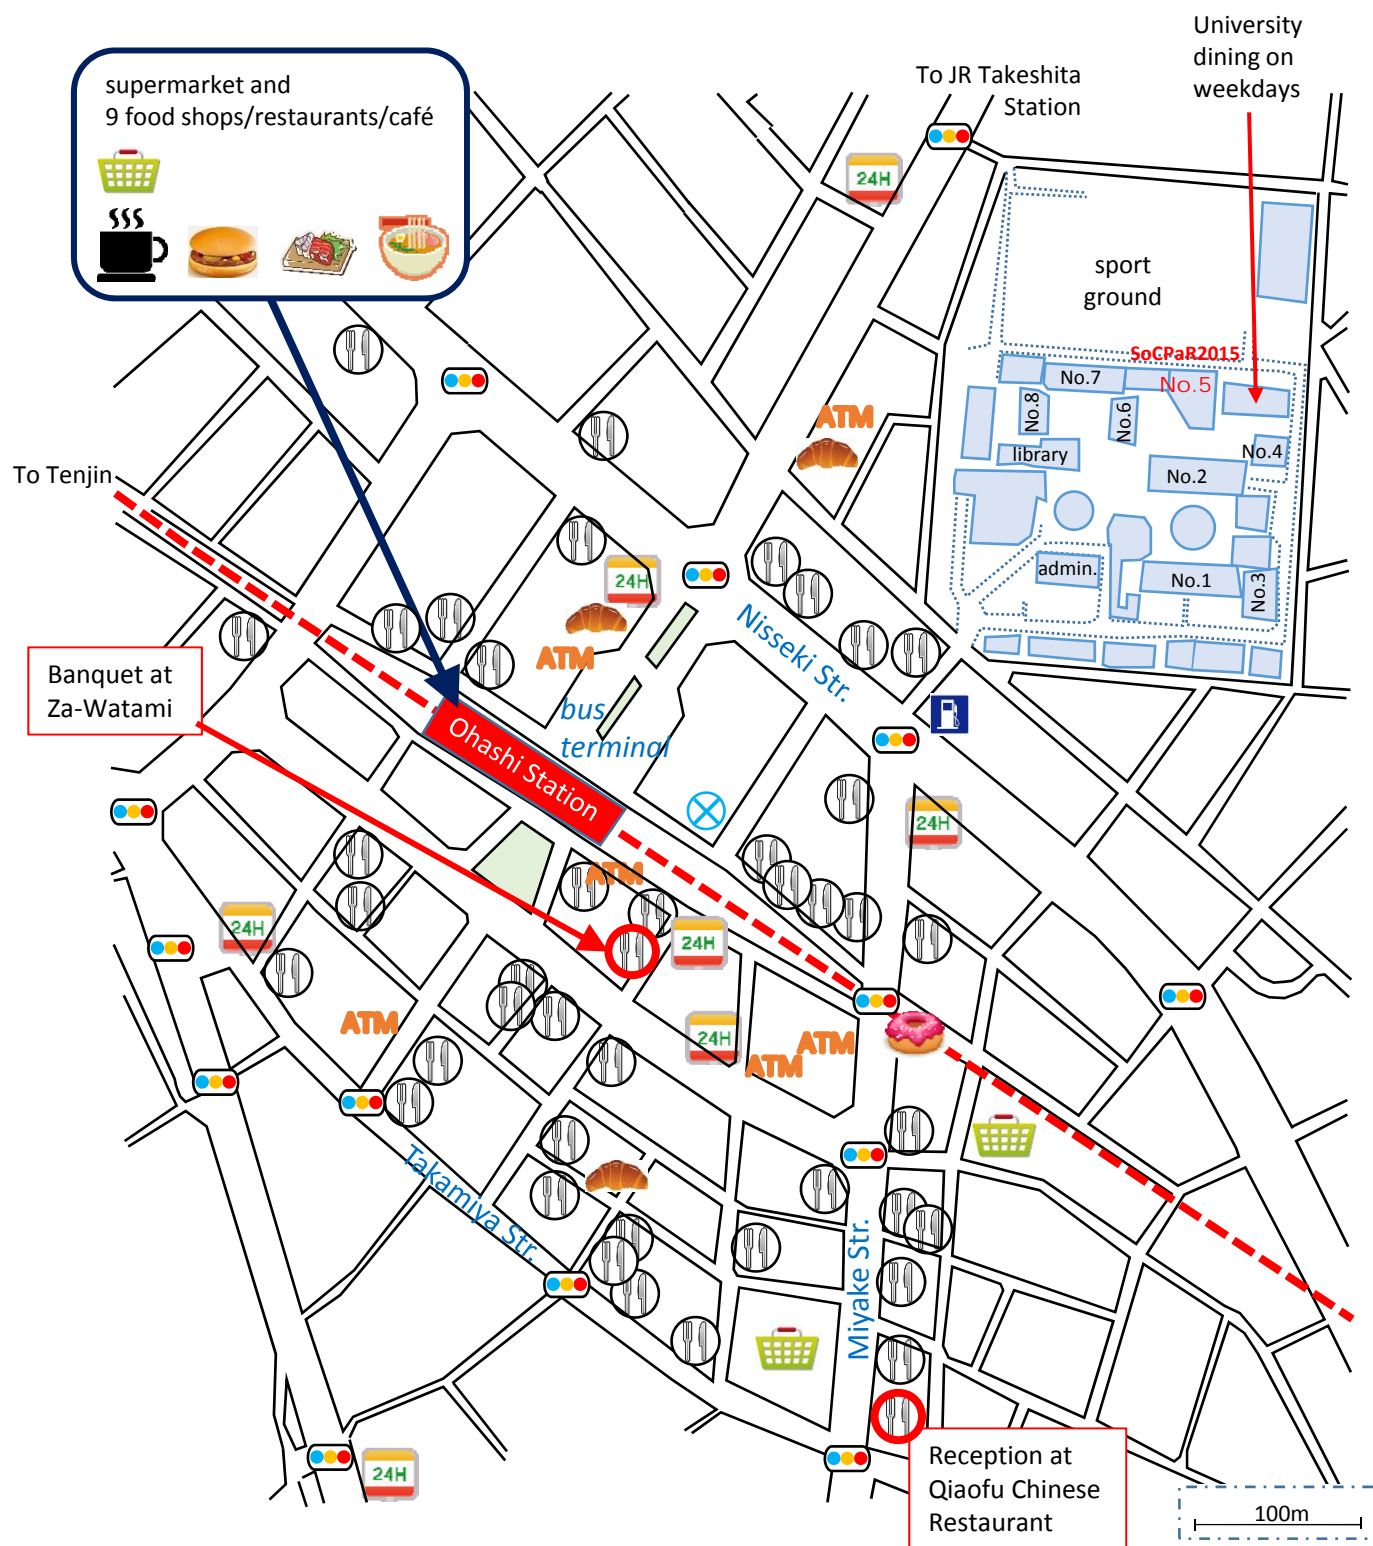 University
dining on
weekdays
To JR Takeshita
Station
supermarket and
9 food shops/restaurants/café
24H
sport
ground
SoCPaR2015
No.7
No.5
No.8
No.6
ATM
library
No.4
No.2
To Tenjin
24H
admin.
No.1
No.3
Nisseki Str.
ATM
Banquet at
Za-Watami
bus
terminal
Ohashi Station
24H
ATM
24H
24H
ATM
24H
ATM
ATM
Takamiya Str.
Miyake Str.
24H
Reception at
Qiaofu Chinese
Restaurant
100m